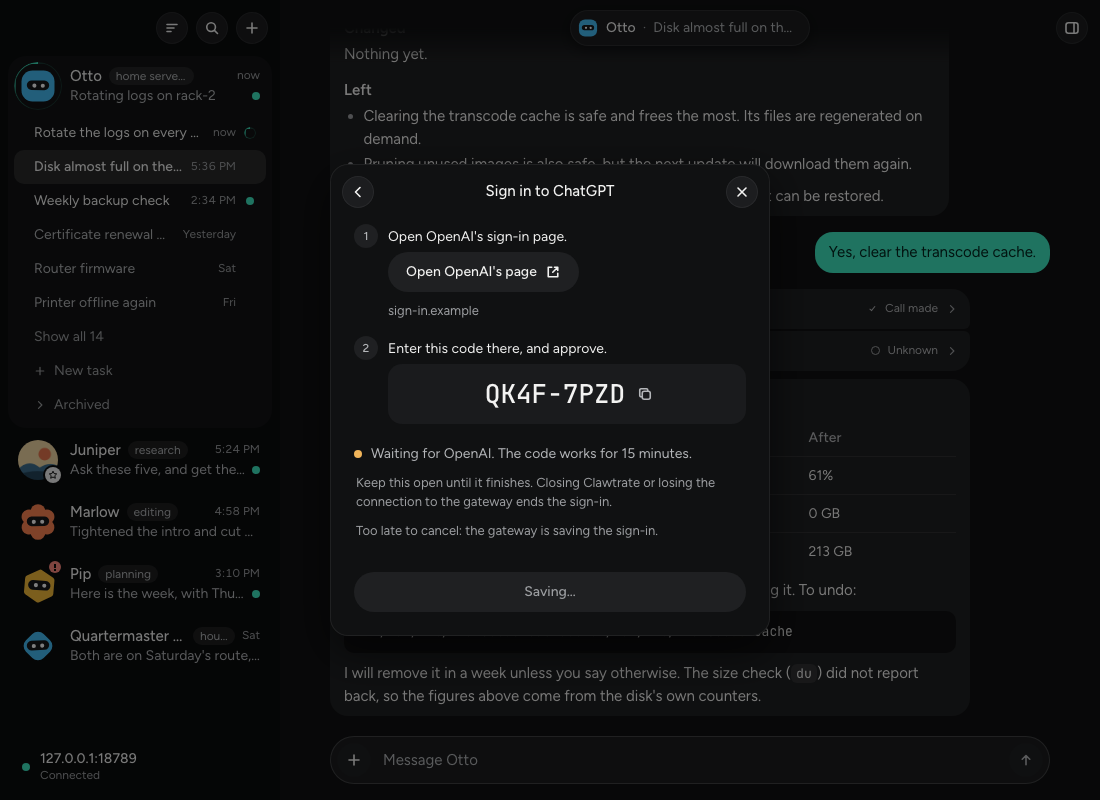 Otto · Disk almost full on th...
Otto home serve... now
Rotating logs on rack-2
Rotate the logs on every ... now
Disk almost full on the... 5:36 PM
Weekly backup check 2:34 PM
Certificate renewal ... Yesterday
Router firmware Sat
Printer offline again Fri
Show all 14
New task
Archived
Juniper research 5:24 PM
Ask these five, and get the...
Marlow editing 4:58 PM
Tightened the intro and cut ...
Pip planning 3:10 PM
Here is the week, with Thu...
Quartermaster ... hou... Sat
Both are on Saturday's route,...
127.0.0.1:18789
Connected
Nothing yet.
Left
Clearing the transcode cache is safe and frees the most. Its files are regenerated on
demand.
Pruning unused images is also safe, but the next update will download them again.
can be restored.
Yes, clear the transcode cache.
Call made
Unknown
After
61%
0 GB
213 GB
it. To undo:
I will remove it in a week unless you say otherwise. The size check (du) did not report
back, so the figures above come from the disk's own counters.
Message Otto
Sign in to ChatGPT
1 Open OpenAI's sign-in page.
Open OpenAI's page
sign-in.example
2 Enter this code there, and approve.
QK4F-7PZD
Waiting for OpenAI. The code works for 15 minutes.
Keep this open until it finishes. Closing Clawtrate or losing the
connection to the gateway ends the sign-in.
Too late to cancel: the gateway is saving the sign-in.
Saving...